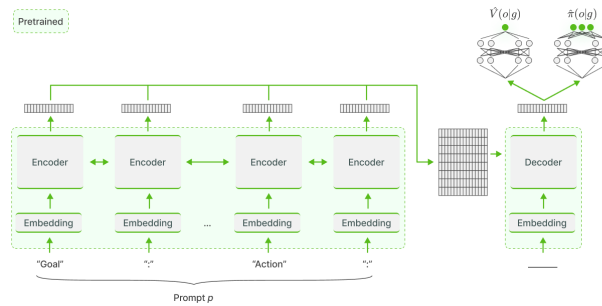 V̂(o|g) π̂(o|g)
Pretrained
Encoder Encoder Encoder Encoder Decoder
Embedding Embedding ... Embedding Embedding Embedding
"Goal" ":" "Action" ":"
Prompt p